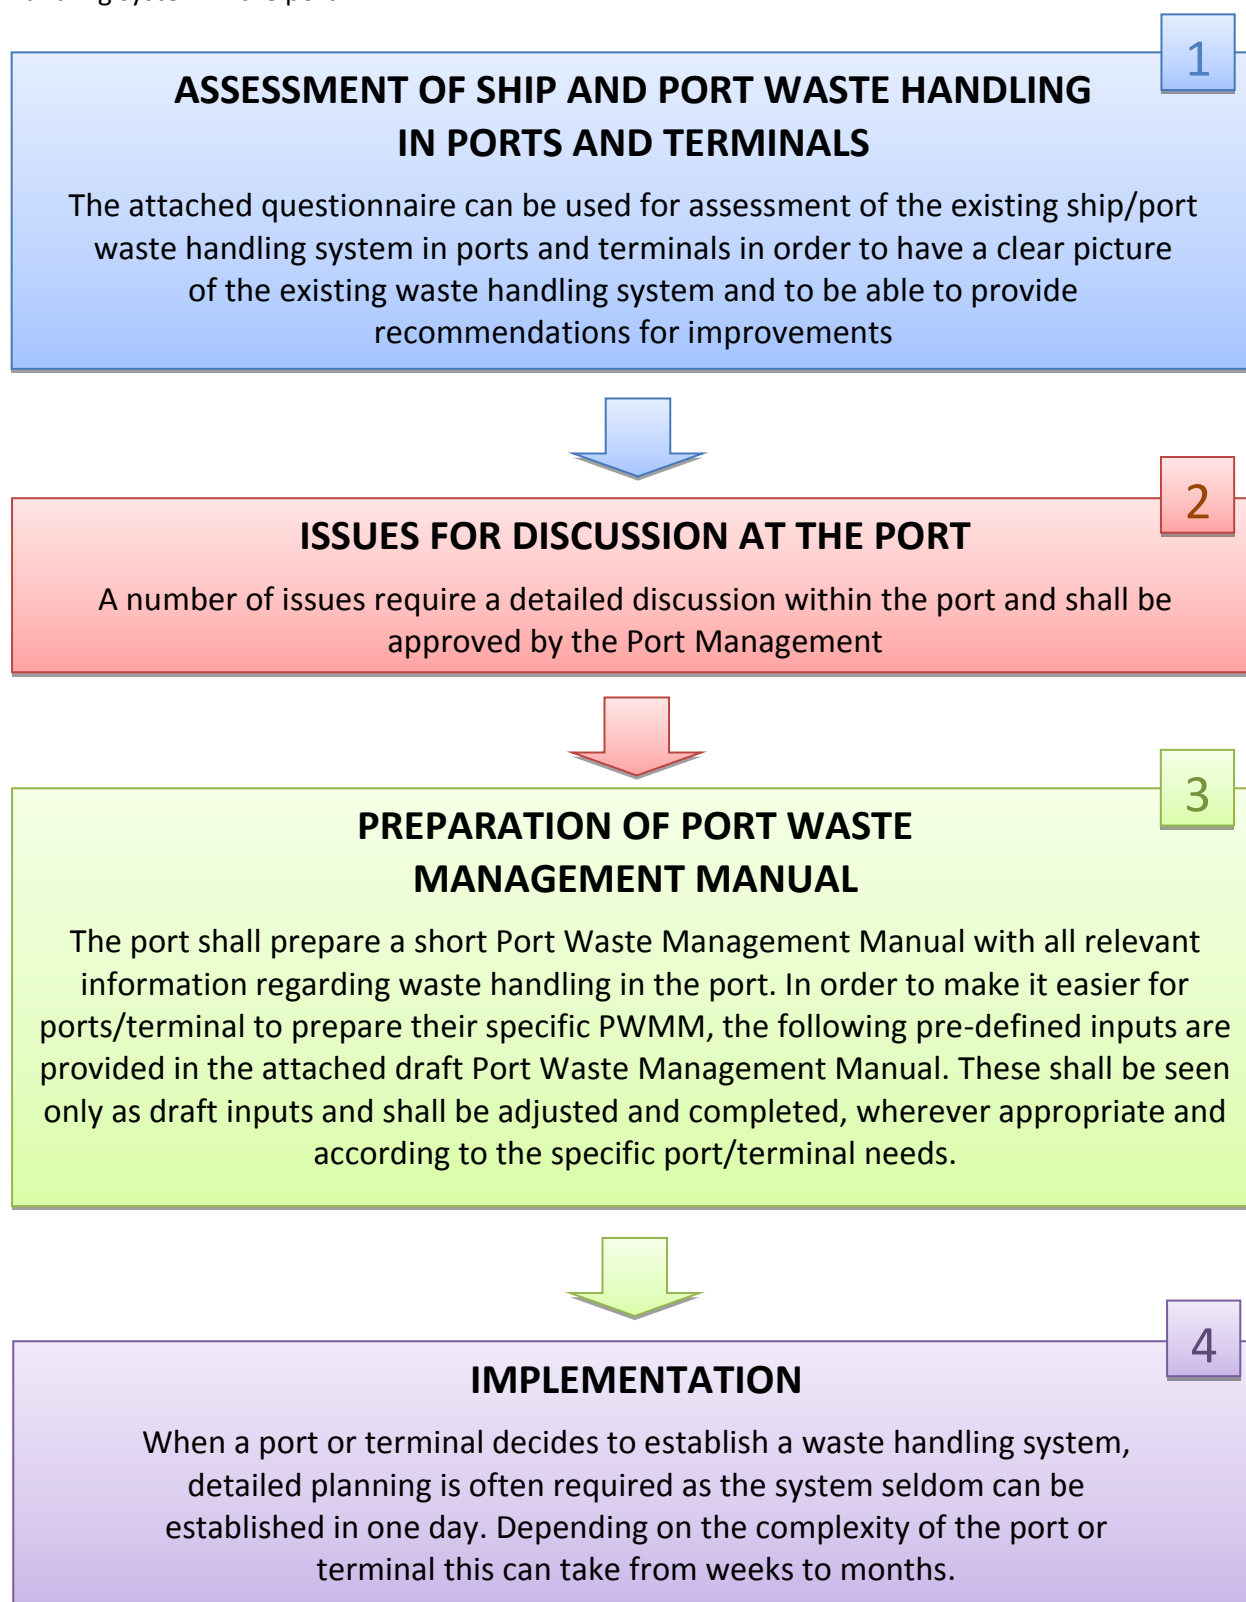 1
ASSESSMENT OF SHIP AND PORT WASTE HANDLING
IN PORTS AND TERMINALS
The attached questionnaire can be used for assessment of the existing ship/port
waste handling system in ports and terminals in order to have a clear picture
of the existing waste handling system and to be able to provide
recommendations for improvements
2
ISSUES FOR DISCUSSION AT THE PORT
A number of issues require a detailed discussion within the port and shall be
approved by the Port Management
3
PREPARATION OF PORT WASTE
MANAGEMENT MANUAL
The port shall prepare a short Port Waste Management Manual with all relevant
information regarding waste handling in the port. In order to make it easier for
ports/terminal to prepare their specific PWMM, the following pre-defined inputs are
provided in the attached draft Port Waste Management Manual. These shall be seen
only as draft inputs and shall be adjusted and completed, wherever appropriate and
according to the specific port/terminal needs.
4
IMPLEMENTATION
When a port or terminal decides to establish a waste handling system,
detailed planning is often required as the system seldom can be
established in one day. Depending on the complexity of the port or
terminal this can take from weeks to months.